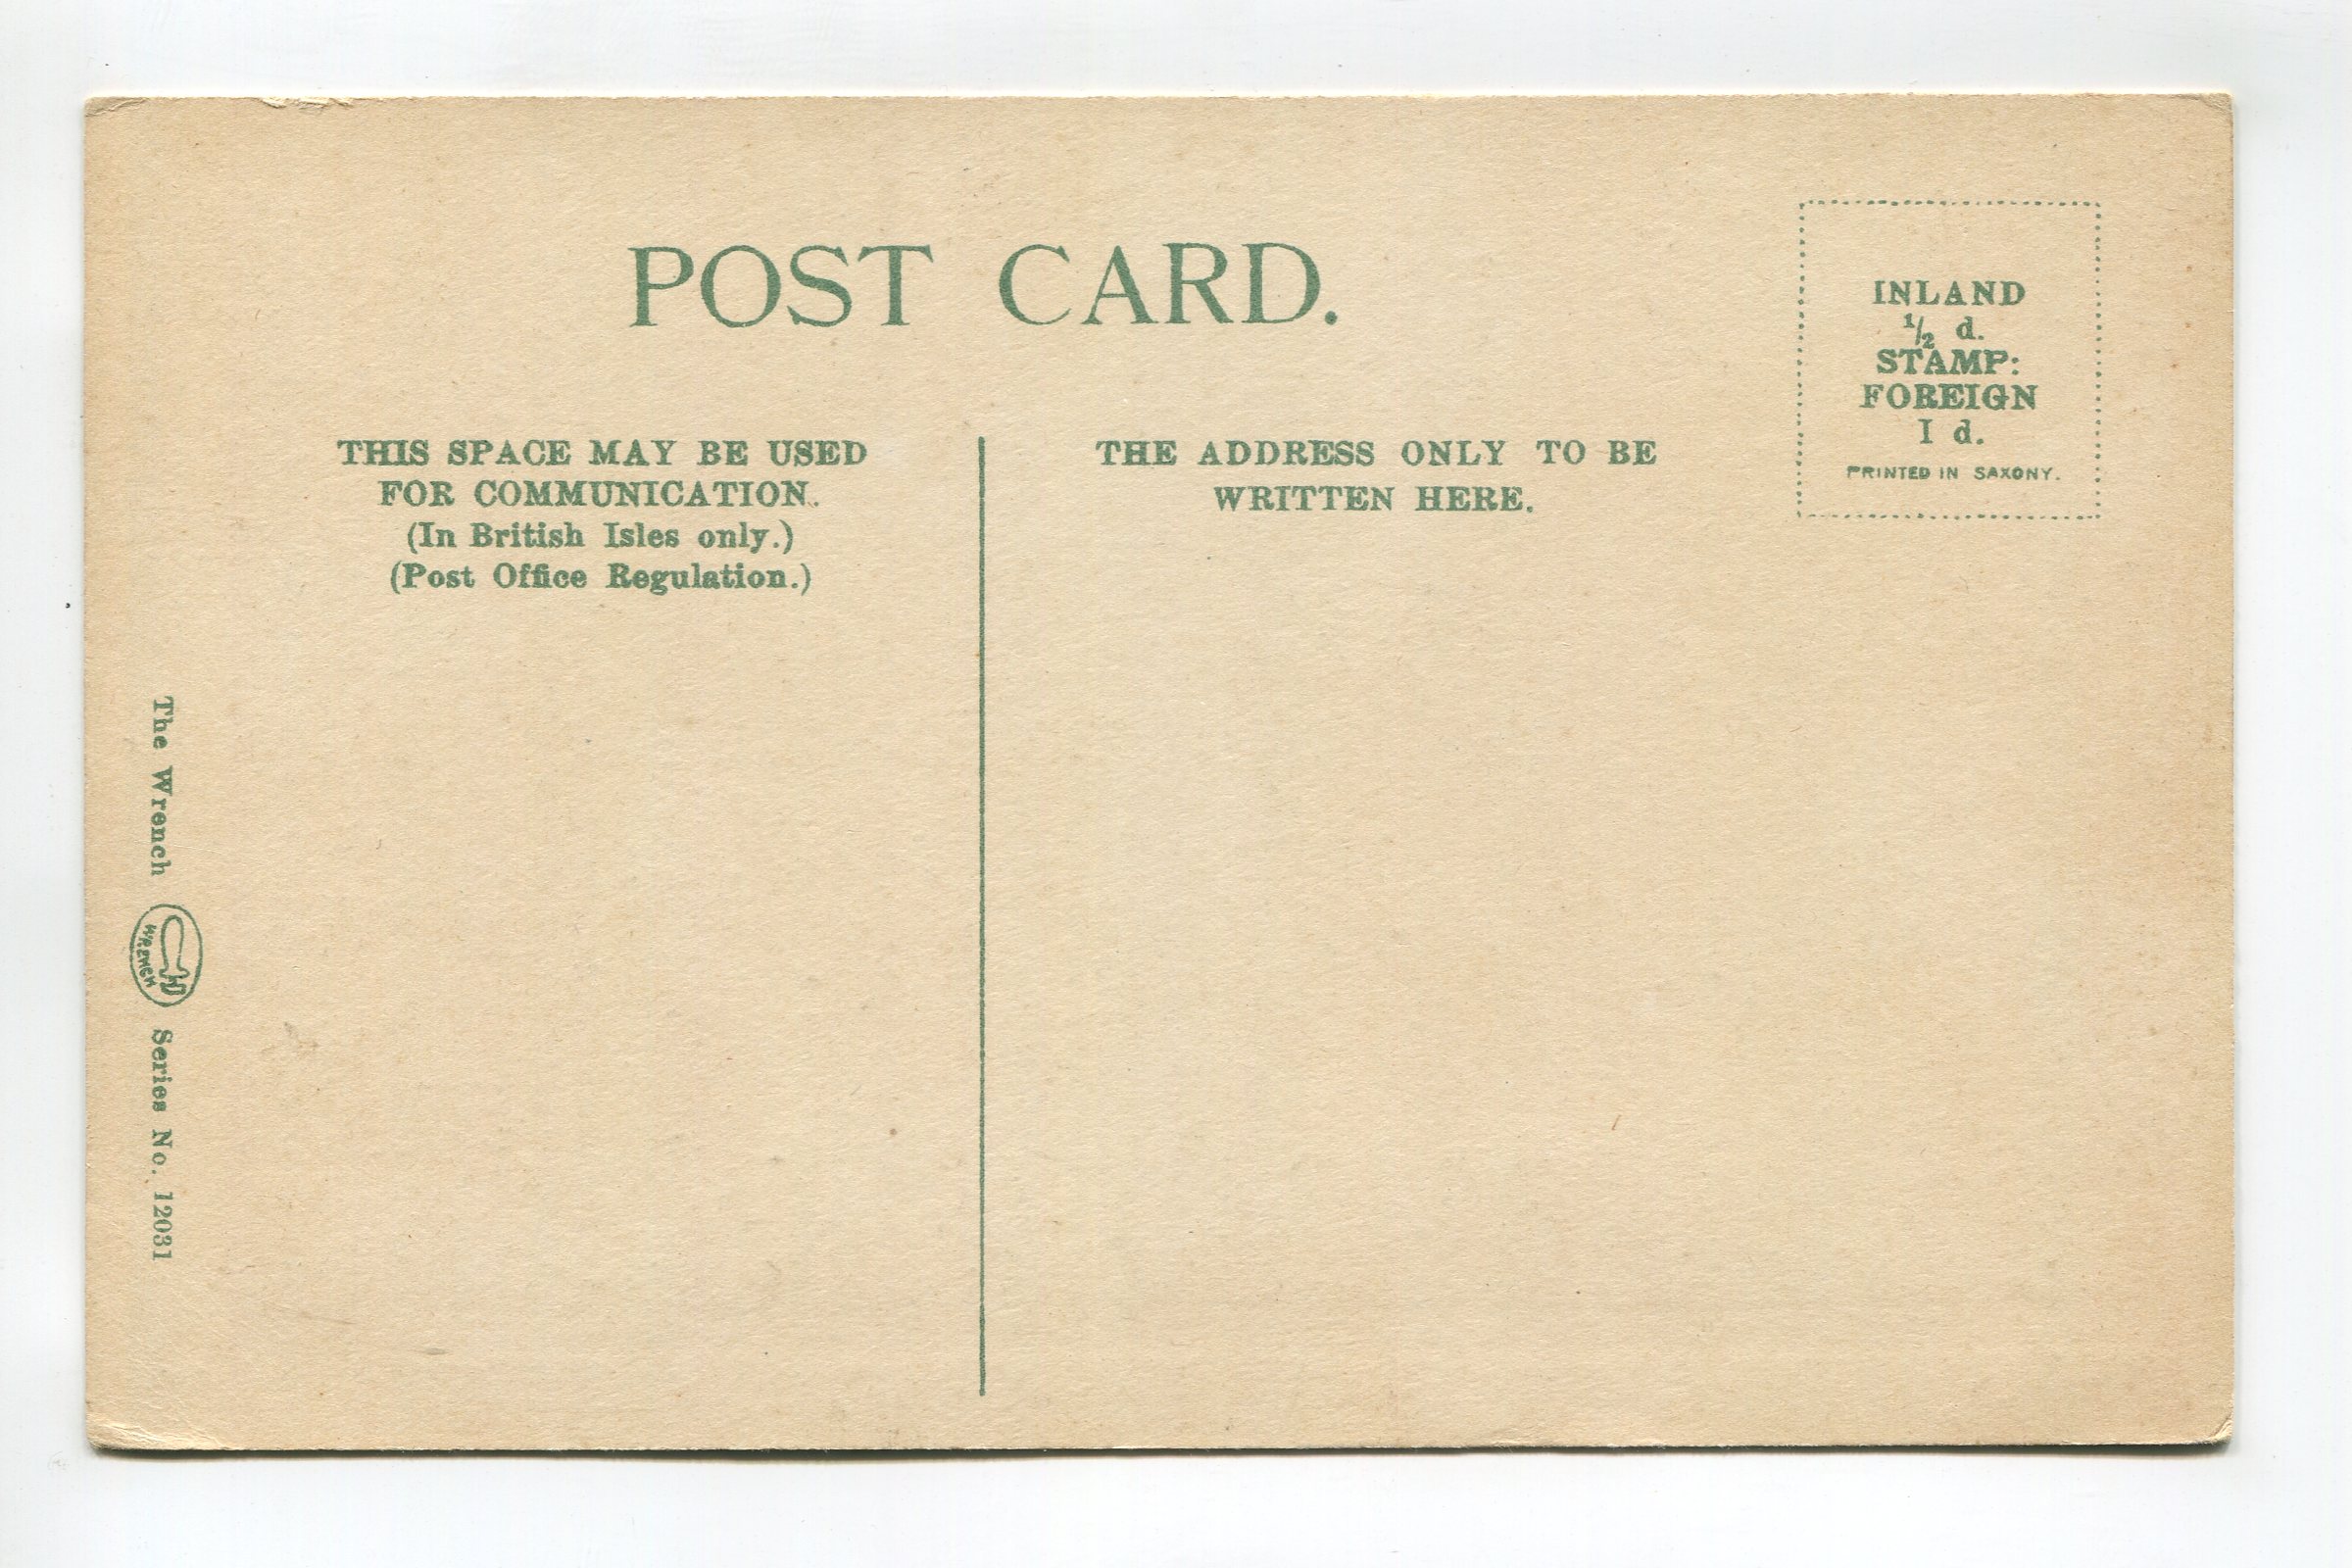 POST CARD.
INLAND
1/2 d.
STAMP:
FOREIGN
I d.
PRINTED IN SAXONY.
THIS SPACE MAY BE USED
FOR COMMUNICATION.
(In British Isles only.)
(Post Office Regulation.)
THE ADDRESS ONLY TO BE
WRITTEN HERE.
The Wrench WRENCH Series No. 12031